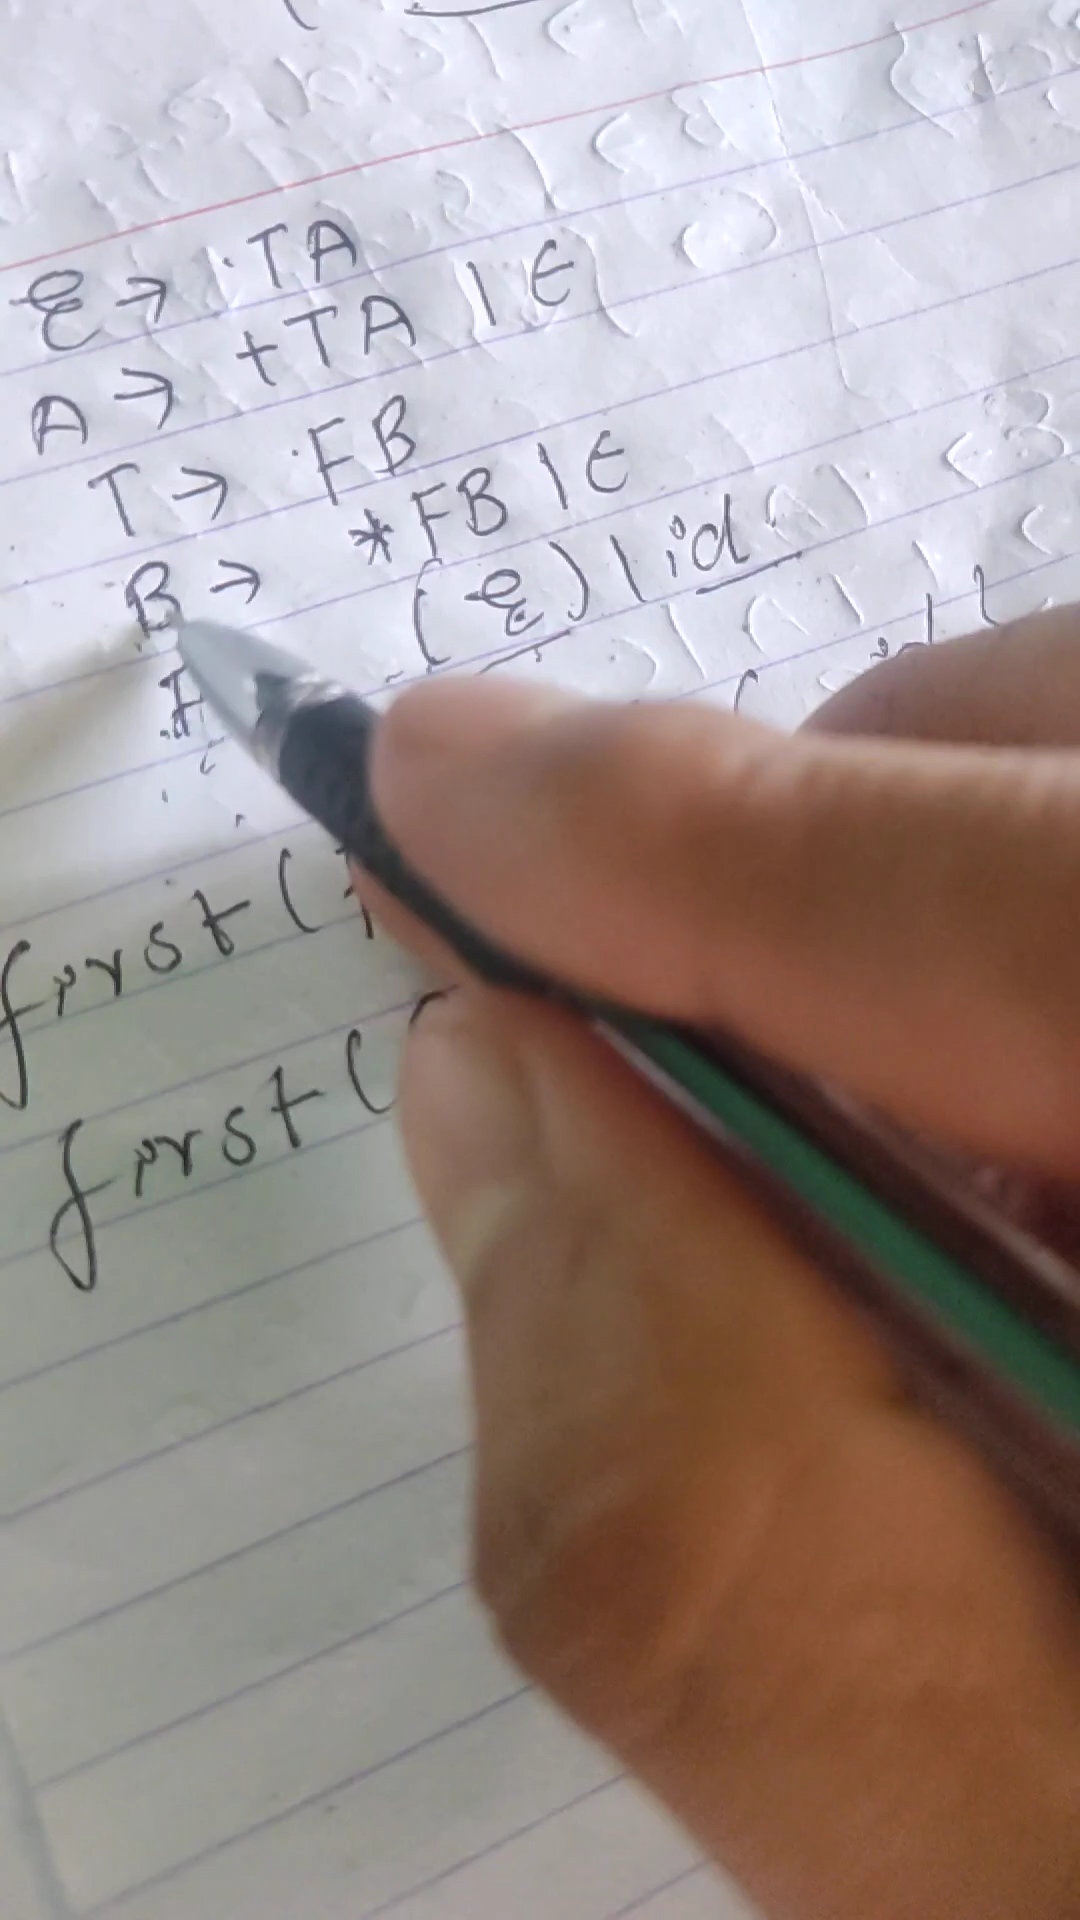 E → TA
A → +TA | ϵ
T → FB
B → *FB | ϵ
F (E) | id
first(
first(